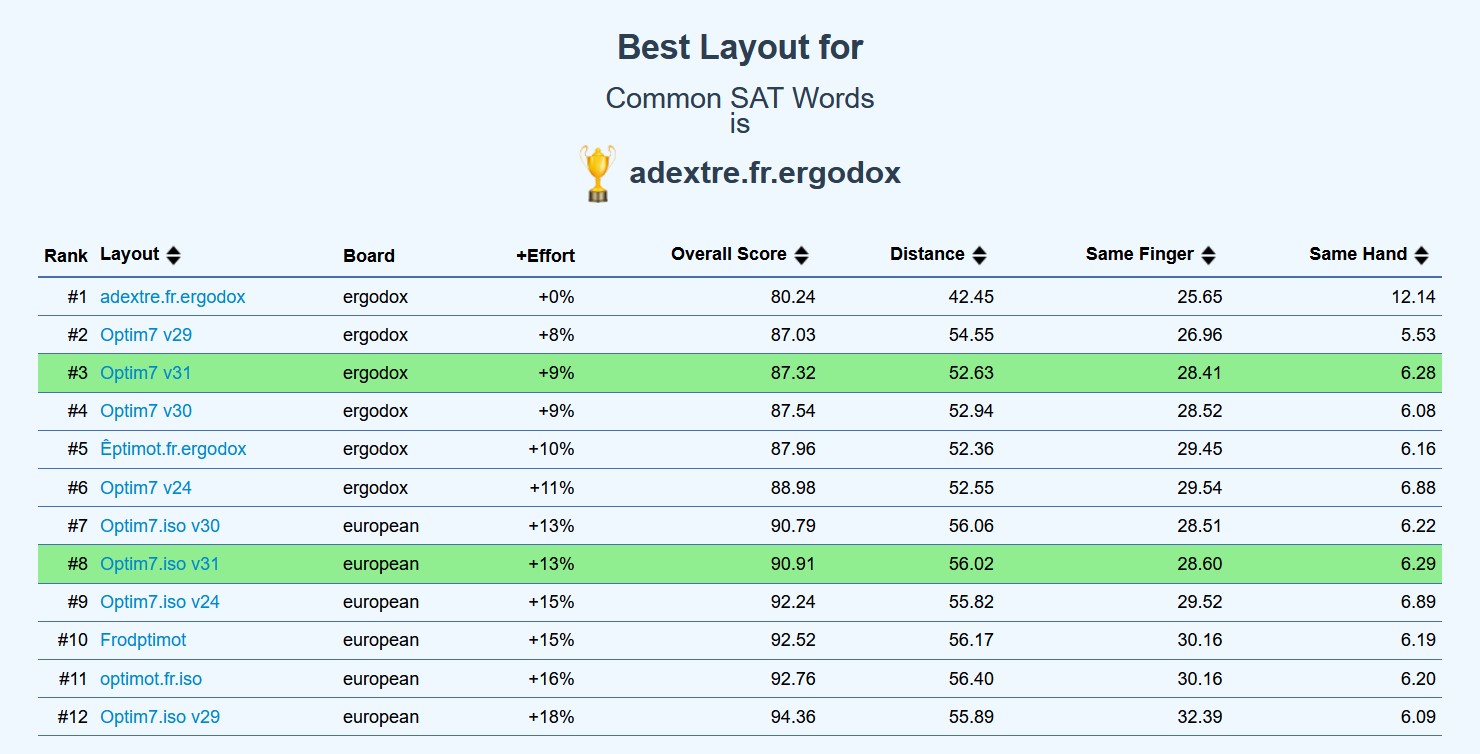 Best Layout for
Common SAT Words
is
adextre.fr.ergodox
Rank Layout Board +Effort Overall Score Distance Same Finger Same Hand
#1 adextre.fr.ergodox ergodox +0% 80.24 42.45 25.65 12.14
#2 Optim7 v29 ergodox +8% 87.03 54.55 26.96 5.53
#3 Optim7 v31 ergodox +9% 87.32 52.63 28.41 6.28
#4 Optim7 v30 ergodox +9% 87.54 52.94 28.52 6.08
#5 Êptimot.fr.ergodox ergodox +10% 87.96 52.36 29.45 6.16
#6 Optim7 v24 ergodox +11% 88.98 52.55 29.54 6.88
#7 Optim7.iso v30 european +13% 90.79 56.06 28.51 6.22
#8 Optim7.iso v31 european +13% 90.91 56.02 28.60 6.29
#9 Optim7.iso v24 european +15% 92.24 55.82 29.52 6.89
#10 Frodptimot european +15% 92.52 56.17 30.16 6.19
#11 optimot.fr.iso european +16% 92.76 56.40 30.16 6.20
#12 Optim7.iso v29 european +18% 94.36 55.89 32.39 6.09